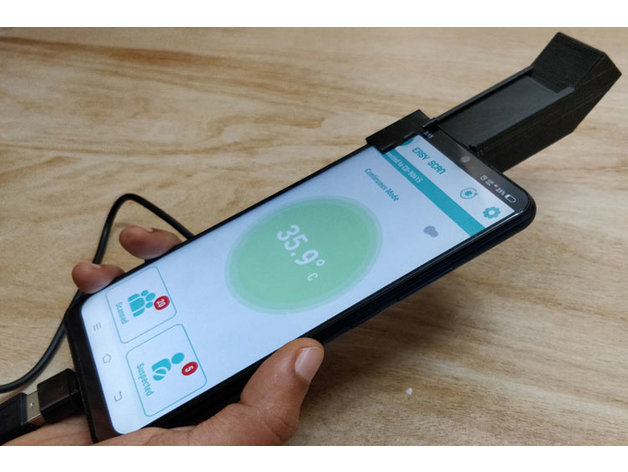 EASY SCAN
Continuous Mode
35.9°
C
20
Scanned
5
Suspected